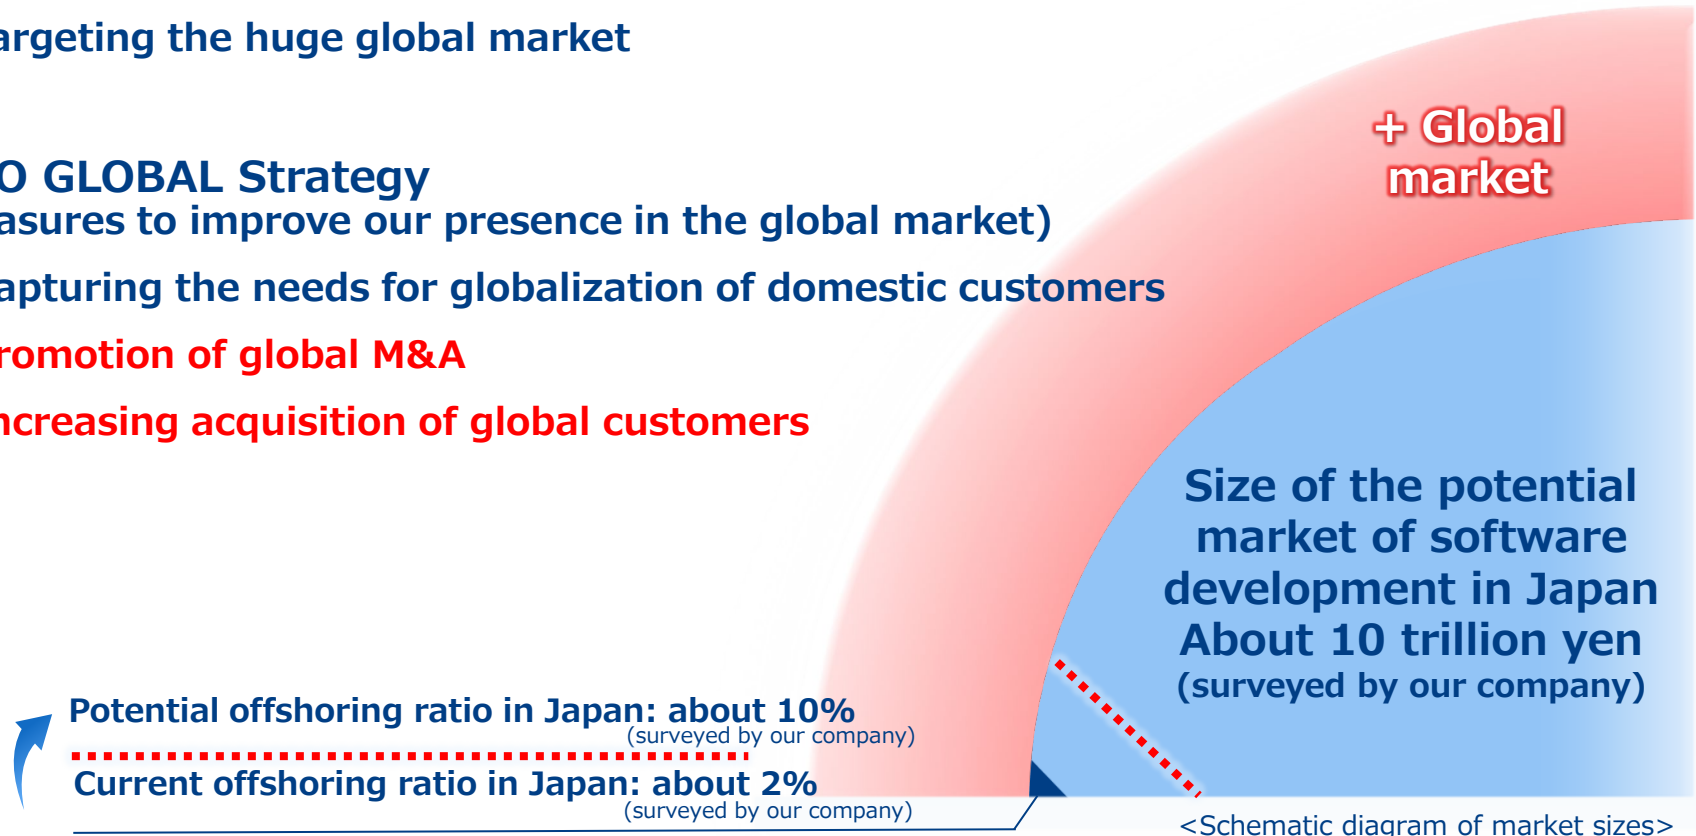 argeting the huge global market
O GLOBAL Strategy
asures to improve our presence in the global market)
apturing the needs for globalization of domestic customers
romotion of global M&A
ncreasing acquisition of global customers
+ Global
market
Size of the potential
market of software
development in Japan
About 10 trillion yen
(surveyed by our company)
Potential offshoring ratio in Japan: about 10%
(surveyed by our company)
Current offshoring ratio in Japan: about 2%
(surveyed by our company)
<Schematic diagram of market sizes>